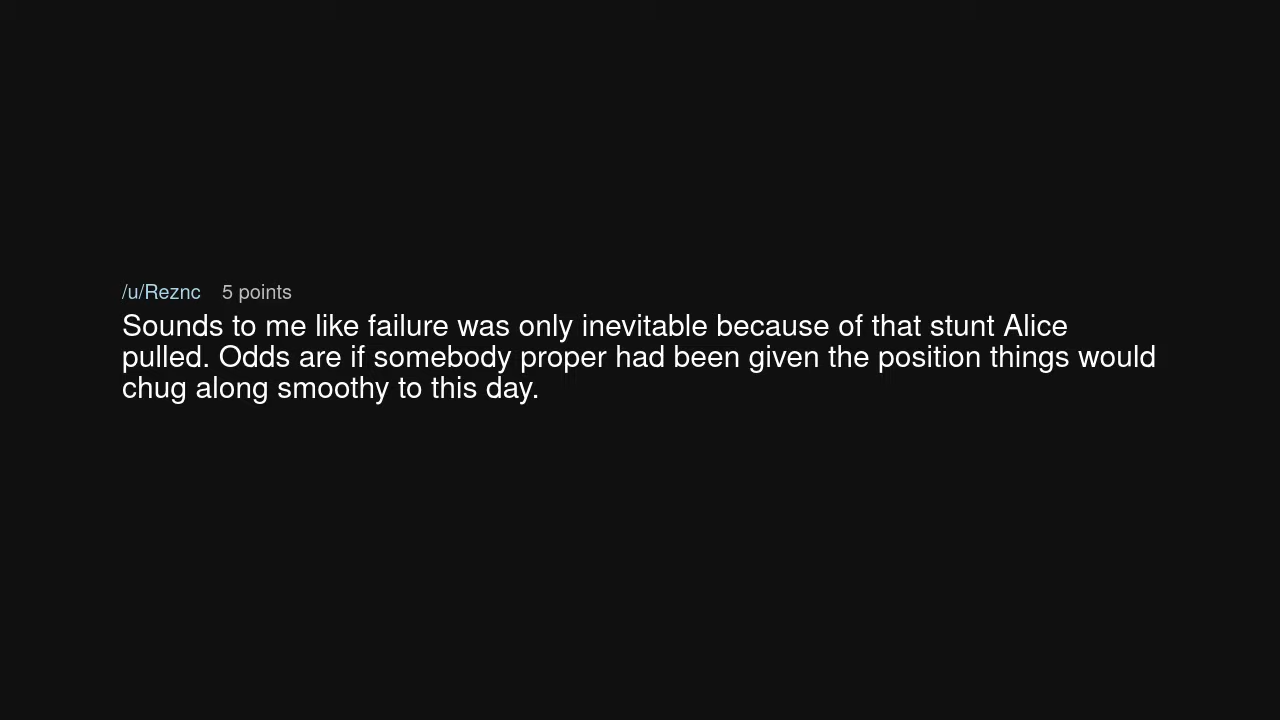 /u/Reznc 5 points
Sounds to me like failure was only inevitable because of that stunt Alice
pulled. Odds are if somebody proper had been given the position things would
chug along smoothy to this day.